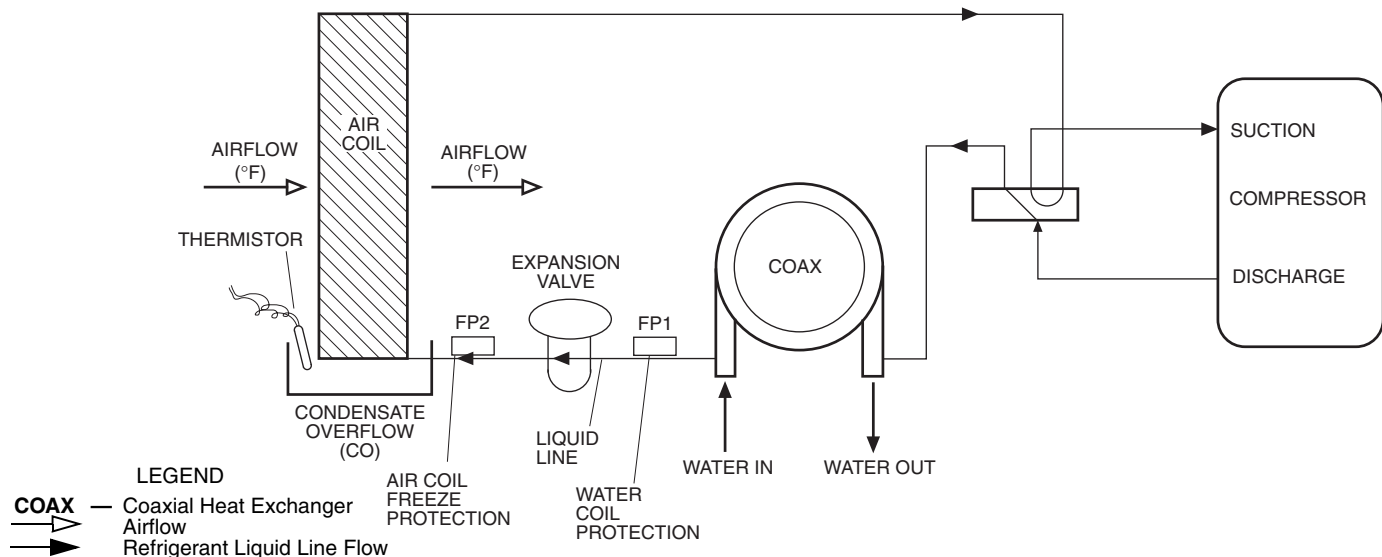 AIR
COIL
AIRFLOW
(°F)
AIRFLOW
(°F)
THERMISTOR
EXPANSION
VALVE
FP2
FP1
COAX
SUCTION
COMPRESSOR
DISCHARGE
CONDENSATE
OVERFLOW
(CO)
AIR COIL
FREEZE
PROTECTION
LIQUID
LINE
WATER
COIL
PROTECTION
WATER IN
WATER OUT
LEGEND
COAX — Coaxial Heat Exchanger
Airflow
Refrigerant Liquid Line Flow